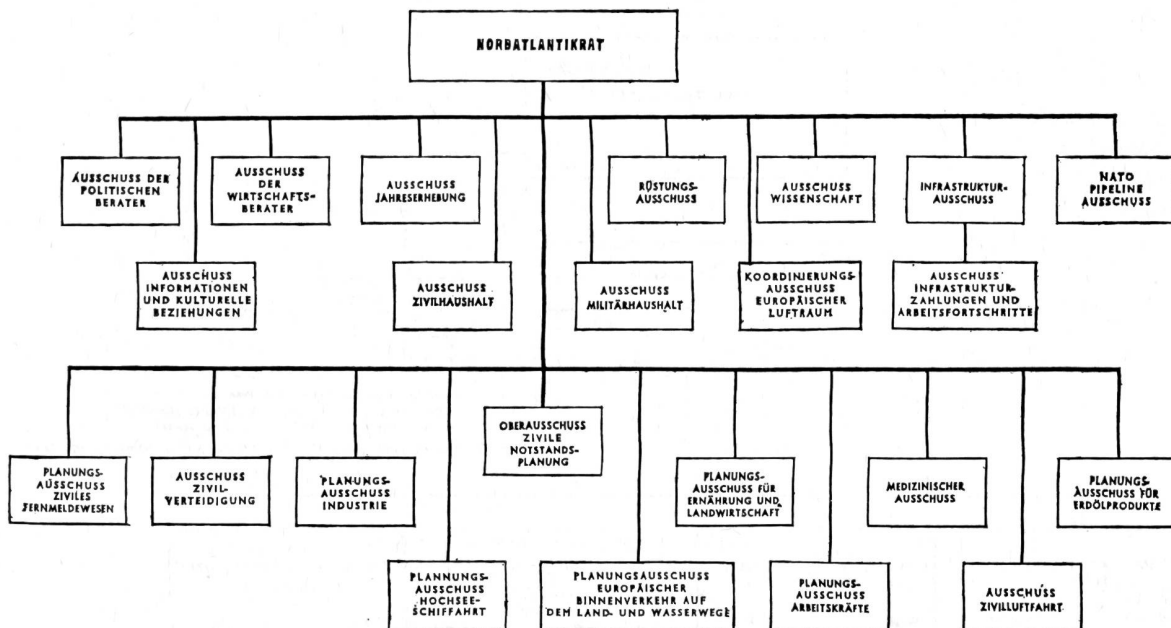 NORBATLANTIKRAT
AUSSCHUSS DER
POLITISCHEN
BERATER
AUSSCHUSS
DER
WIRTSCHAFTS-
BERATER
AUSSCHUSS
JAHRESERHEBUNG
RÜSTUNGS-
AUSSCHUSS
AUSSCHUSS
WISSENSCHAFT
INFRASTRUKTUR-
AUSSCHUSS
NATO
PIPELINE
AUSSCHUSS
AUSSCHUSS
INFORMATIONEN
UND KULTURELLE
BEZIEHUNGEN
AUSSCHUSS
ZIVILHAUSHALT
AUSSCHUSS
MILITÄRHAUSHALT
KOORDINIERUNGS-
AUSSCHUSS
EUROPÄISCHER
LUFTRAUM
AUSSCHUSS
INFRASTRUKTUR-
ZAHLUNGEN UND
ARBEITSFORTSCHRITTE
OBERAUSSCHUSS
ZIVILE
NOTSTANDS-
PLANUNG
PLANUNGS-
AUSSCHUSS
ZIVILES
FERNMELDEWESEN
AUSSCHUSS
ZIVIL-
VERTEIDIGUNG
PLANUNGS-
AUSSCHUSS
INDUSTRIE
PLANUNGS-
AUSSCHUSS FÜR
ERNÄHRUNG UND
LANDWIRTSCHAFT
MEDIZINISCHER
AUSSCHUSS
PLANUNGS-
AUSSCHUSS FÜR
ERDÖLPRODUKTE
PLANNUNGS-
AUSSCHUSS
HOCHSEE-
SCHIFFAHRT
PLANUNGSAUSSCHUSS
EUROPÄISCHER
BINNENVERKEHR AUF
DEM LAND- UND WASSERWEGE
PLANUNGS-
AUSSCHUSS
ARBEITSKRÄFTE
AUSSCHUSS
ZIVILLUFTFAHRT